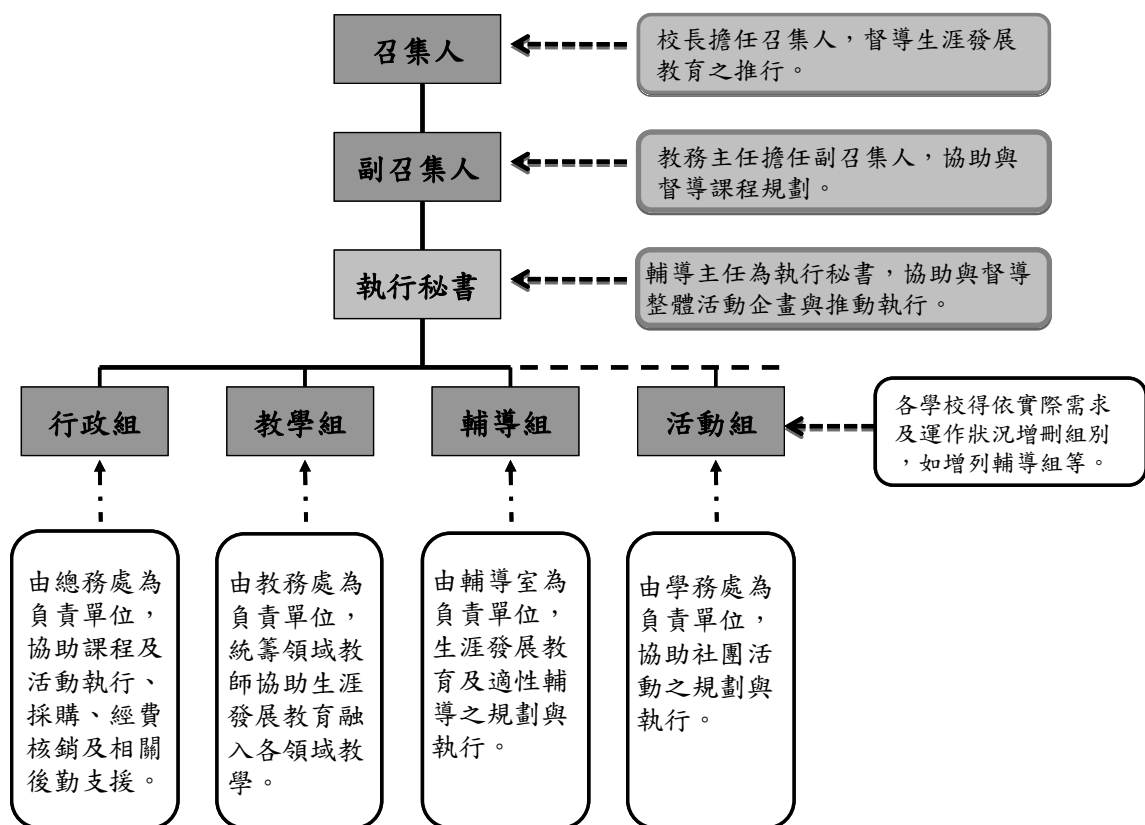 召集人
校長擔任召集人，督導生涯發展
教育之推行。
副召集人
教務主任擔任副召集人，協助與
督導課程規劃。
執行秘書
輔導主任為執行秘書，協助與督導
整體活動企畫與推動執行。
行政組
教學組
輔導組
活動組
各學校得依實際需求
及運作狀況增刪組別
，如增列輔導組等。
由總務處為
負責單位，
協助課程及
活動執行、
採購、經費
核銷及相關
後勤支援。
由教務處為
負責單位，
統籌領域教
師協助生涯
發展教育融
入各領域教
學。
由輔導室為
負責單位，
生涯發展教
育及適性輔
導之規劃與
執行。
由學務處為
負責單位，
協助社團活
動之規劃與
執行。